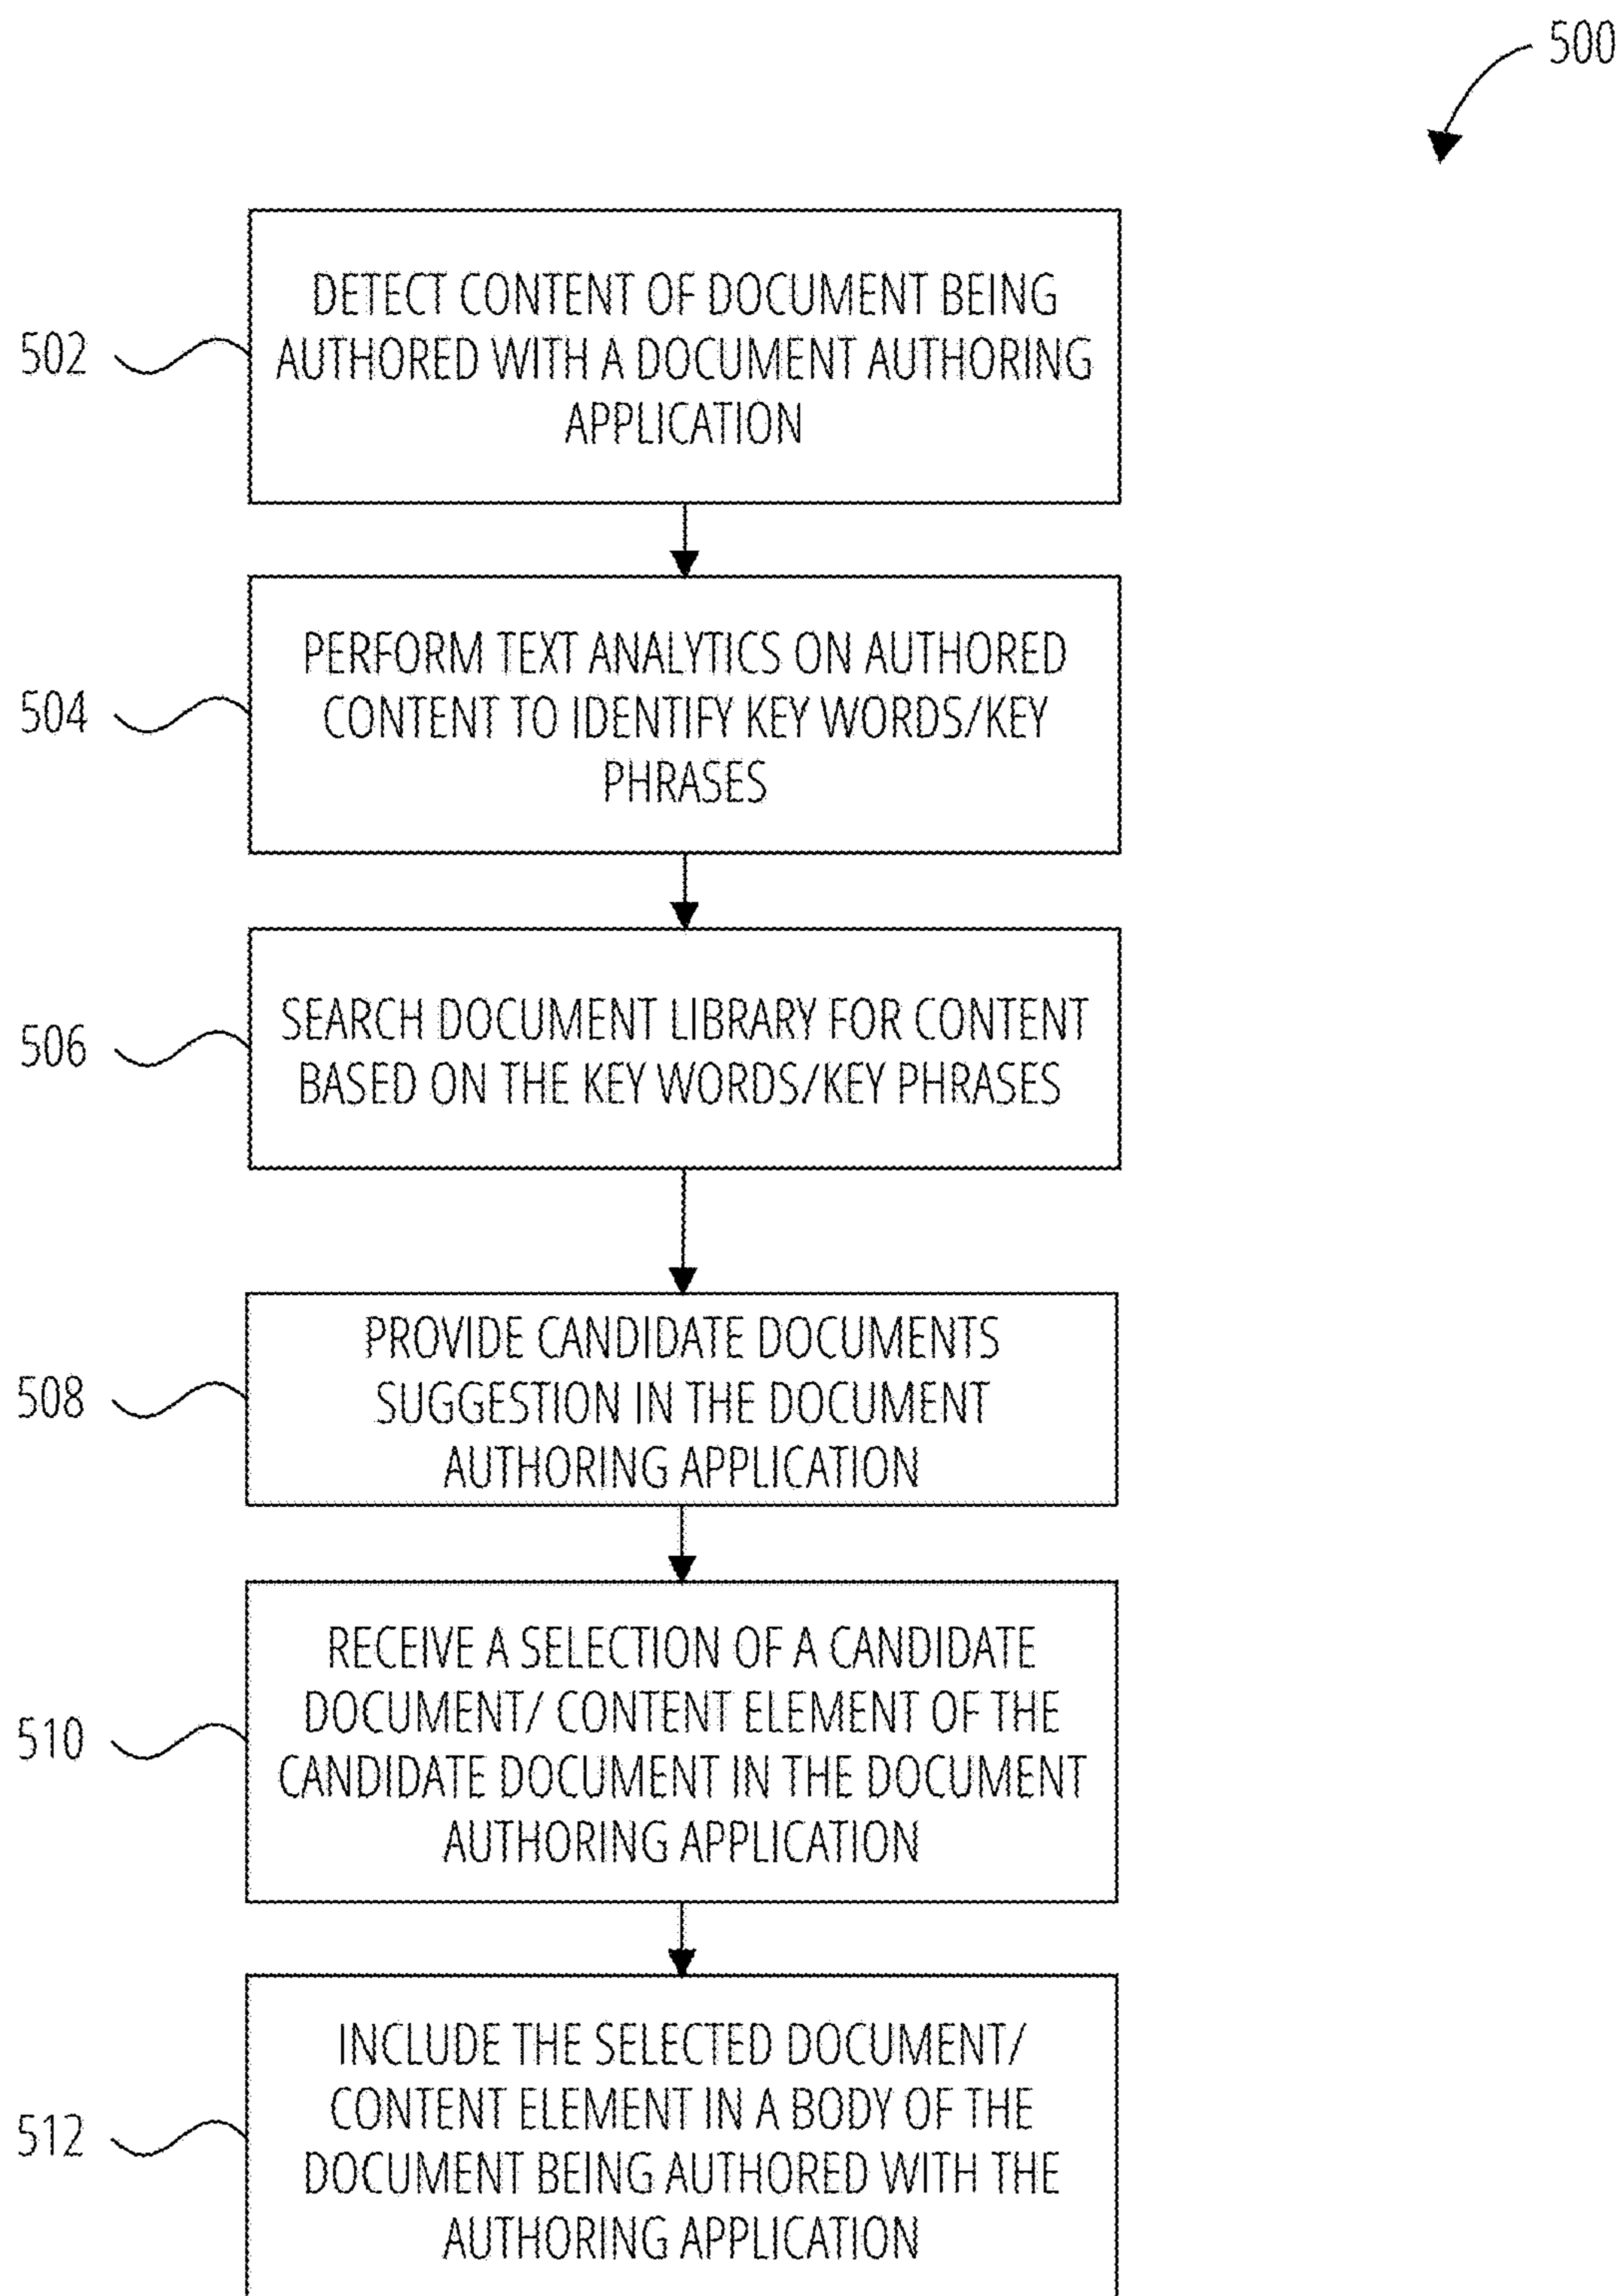 500
502
DETECT CONTENT OF DOCUMENT BEING
AUTHORED WITH A DOCUMENT AUTHORING
APPLICATION
504
PERFORM TEXT ANALYTICS ON AUTHORED
CONTENT TO IDENTIFY KEY WORDS/KEY
PHRASES
506
SEARCH DOCUMENT LIBRARY FOR CONTENT
BASED ON THE KEY WORDS/KEY PHRASES
508
PROVIDE CANDIDATE DOCUMENTS
SUGGESTION IN THE DOCUMENT
AUTHORING APPLICATION
510
RECEIVE A SELECTION OF A CANDIDATE
DOCUMENT/ CONTENT ELEMENT OF THE
CANDIDATE DOCUMENT IN THE DOCUMENT
AUTHORING APPLICATION
512
INCLUDE THE SELECTED DOCUMENT/
CONTENT ELEMENT IN A BODY OF THE
DOCUMENT BEING AUTHORED WITH THE
AUTHORING APPLICATION